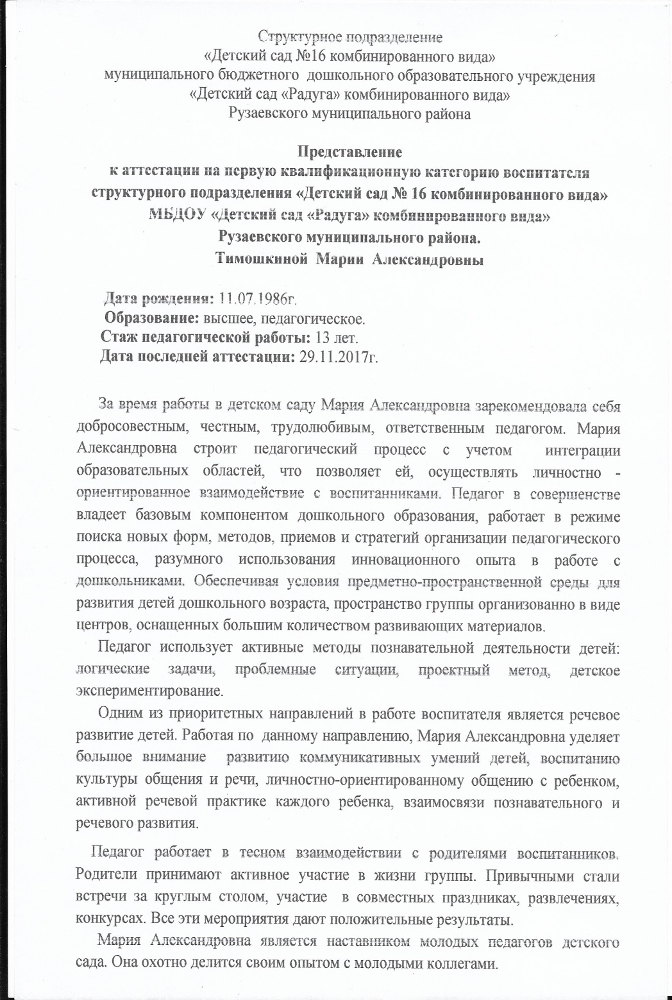 Структурное подразделение
«Детский сад №16 комбинированного вида»
муниципального бюджетного дошкольного образовательного учреждения
«Детский сад «Радуга» комбинированного вида»
Рузаевского муниципального района
Представление
к аттестации на первую квалификационную категорию воспитателя
структурного подразделения «Детский сад № 16 комбинированного вида»
МБДОУ «Детский сад «Радуга» комбинированного вида»
Рузаевского муниципального района.
Тимошкиной Марии Александровны
Дата рождения: 11.07.1986г.
Образование: высшее, педагогическое.
Стаж педагогической работы: 13 лет.
Дата последней аттестации: 29.11.2017г.
За время работы в детском саду Мария Александровна зарекомендовала себя
добросовестным, честным, трудолюбивым, ответственным педагогом. Мария
Александровна строит педагогический процесс с учетом интеграции
образовательных областей, что позволяет ей, осуществлять личностно -
ориентированное взаимодействие с воспитанниками. Педагог в совершенстве
владеет базовым компонентом дошкольного образования, работает в режиме
поиска новых форм, методов, приемов и стратегий организации педагогического
процесса, разумного использования инновационного опыта в работе с
дошкольниками. Обеспечивая условия предметно-пространственной среды для
развития детей дошкольного возраста, пространство группы организованно в виде
центров, оснащенных большим количеством развивающих материалов.
Педагог использует активные методы познавательной деятельности детей:
логические задачи, проблемные ситуации, проектный метод, детское
экспериментирование.
Одним из приоритетных направлений в работе воспитателя является речевое
развитие детей. Работая по данному направлению, Мария Александровна уделяет
большое внимание развитию коммуникативных умений детей, воспитанию
культуры общения и речи, личностно-ориентированному общению с ребенком,
активной речевой практике каждого ребенка, взаимосвязи познавательного и
речевого развития.
Педагог работает в тесном взаимодействии с родителями воспитанников.
Родители принимают активное участие в жизни группы. Привычными стали
встречи за круглым столом, участие в совместных праздниках, развлечениях,
конкурсах. Все эти мероприятия дают положительные результаты.
Мария Александровна является наставником молодых педагогов детского
сада. Она охотно делится своим опытом с молодыми коллегами.